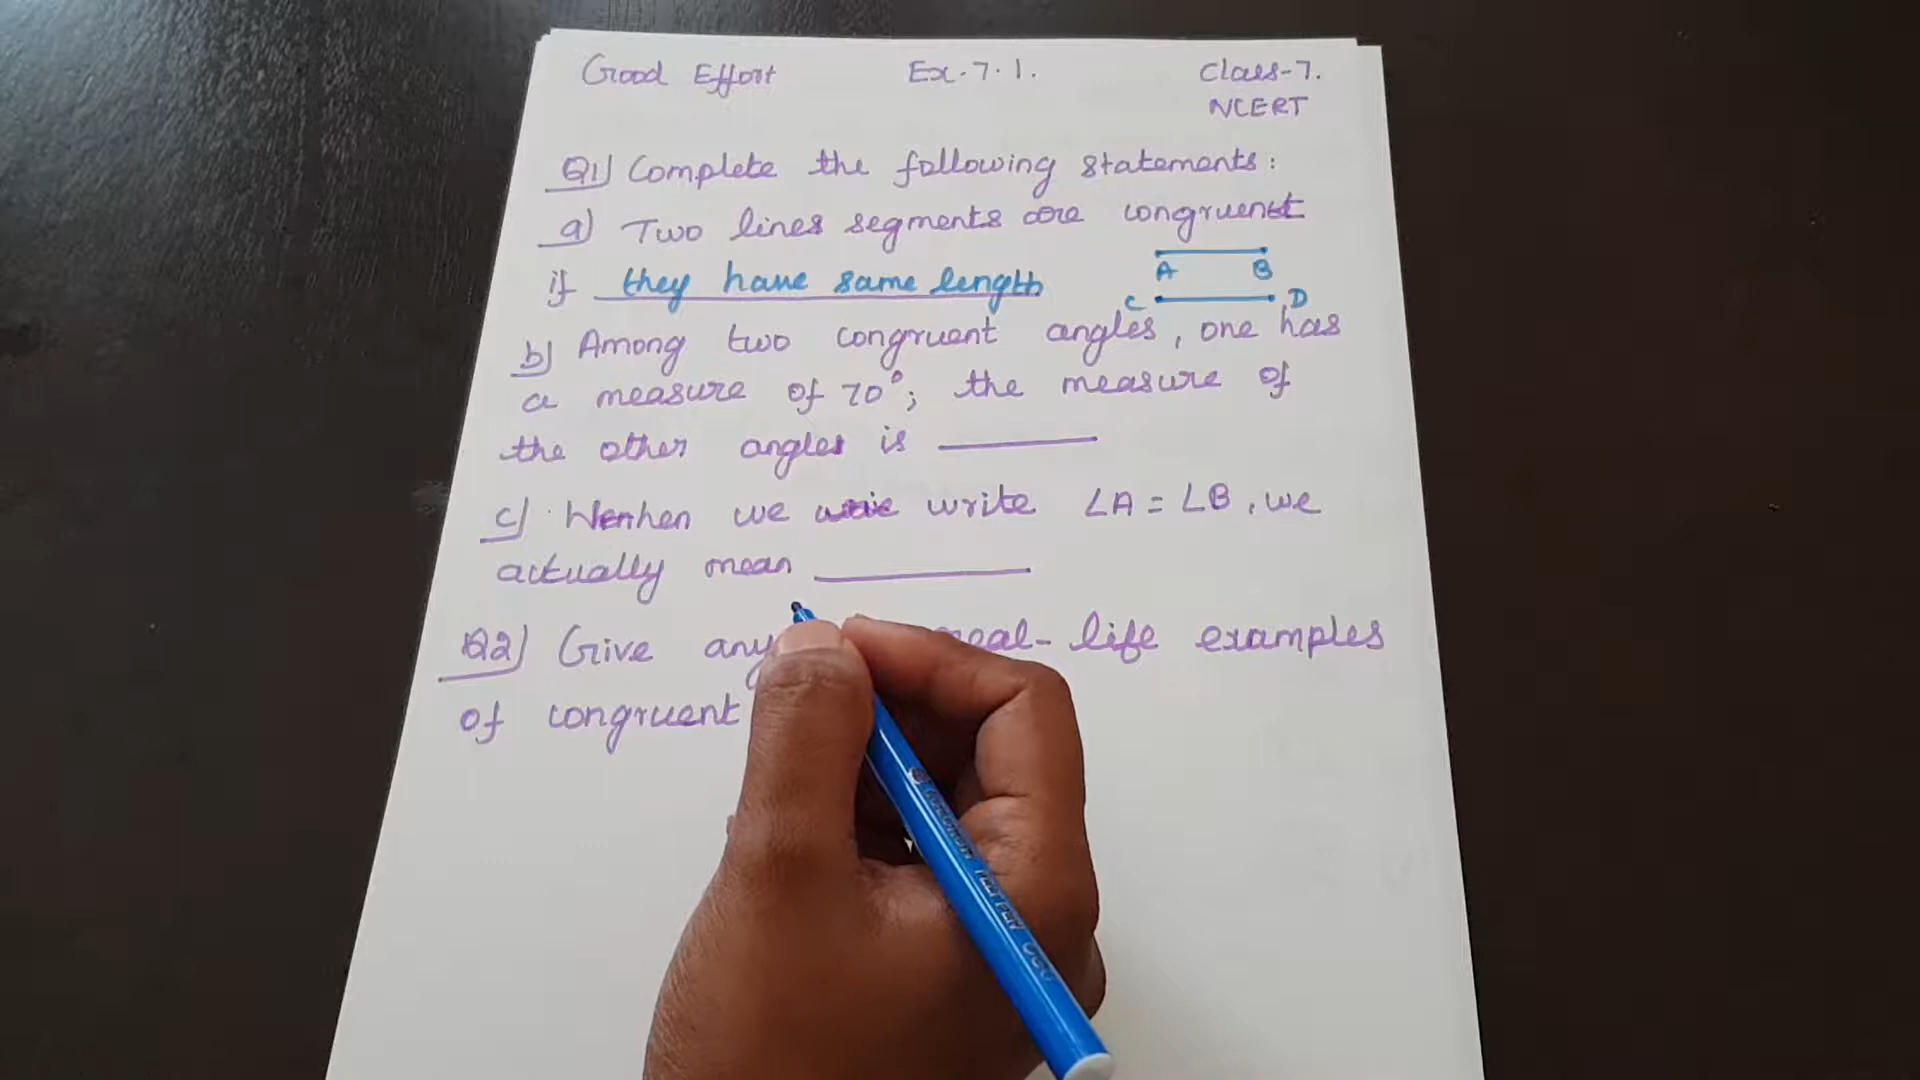 Good Effort Ex.7.1. Class-7.
NCERT
Q1) Complete the following statements:
a) Two lines segments are congruent
if they have same length
A B
C D
b) Among two congruent angles, one has
a measure of 70°; the measure of
the other angles is
c) When we write ∠A = ∠B, we
actually mean
Q2) Give any real-life examples
of congruent